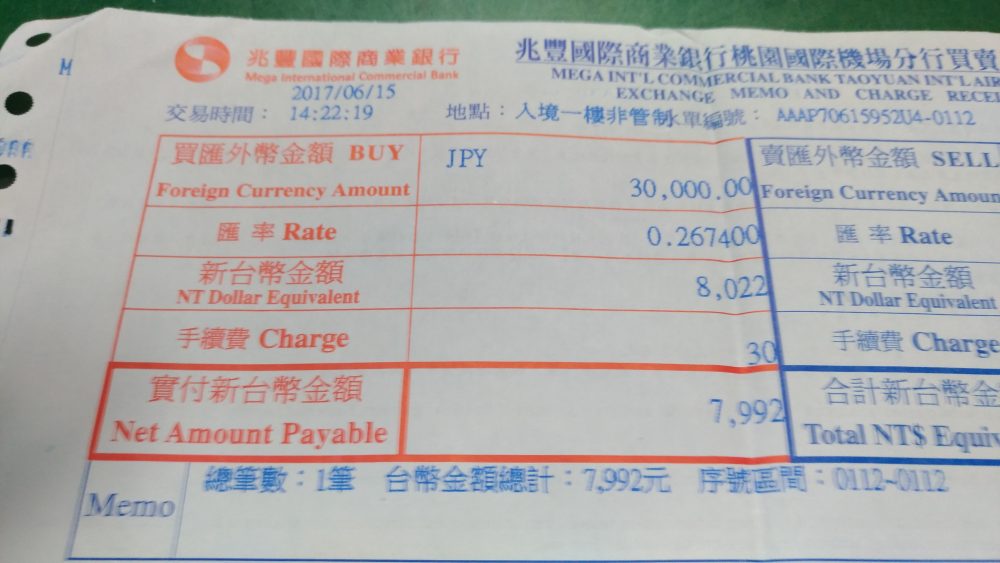 M
兆豐國際商業銀行
Mega International Commercial Bank
兆豐國際商業銀行桃園國際機場分行買賣
MEGA INT'L COMMERCIAL BANK TAOYUAN INT'L AIR
EXCHANGE MEMO AND CHARGE RECEI
2017/06/15
交易時間： 14:22:19
地點：入境一樓非管制水單編號： AAAP70615952U4-0112
買匯外幣金額 BUY
Foreign Currency Amount
JPY
30,000.00
匯 率 Rate
0.267400
新台幣金額
NT Dollar Equivalent
8,022
手續費 Charge
30
實付新台幣金額
Net Amount Payable
7,992
賣匯外幣金額 SELL
Foreign Currency Amoun
匯 率 Rate
新台幣金額
NT Dollar Equivalent
手續費 Charge
合計新台幣金
Total NT$ Equiv
Memo
總筆數：1筆 台幣金額總計：7,992元 序號區間：0112~0112